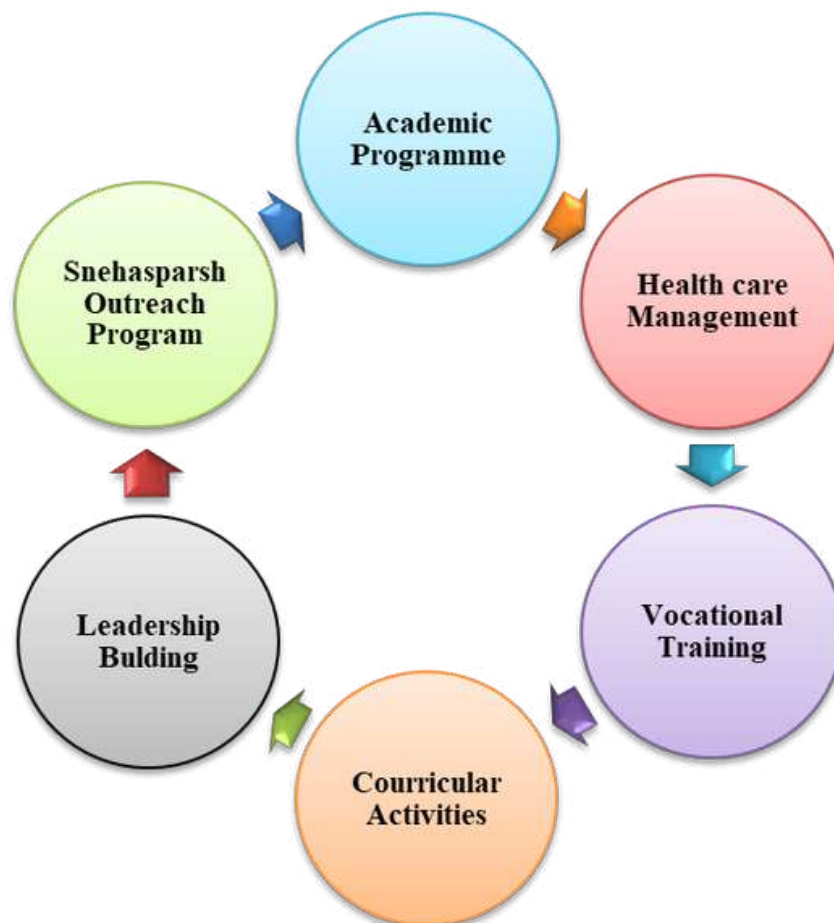 Academic
Programme
Health care
Management
Vocational
Training
Courricular
Activities
Leadership
Bulding
Snehasparsh
Outreach
Program